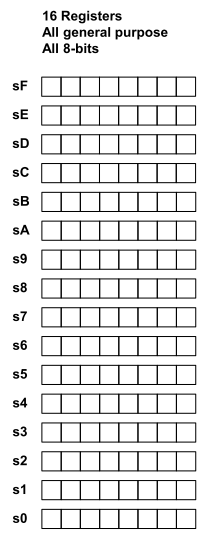 16 Registers
All general purpose
All 8-bits
sF
sE
sD
sC
sB
sA
s9
s8
s7
s6
s5
s4
s3
s2
s1
s0